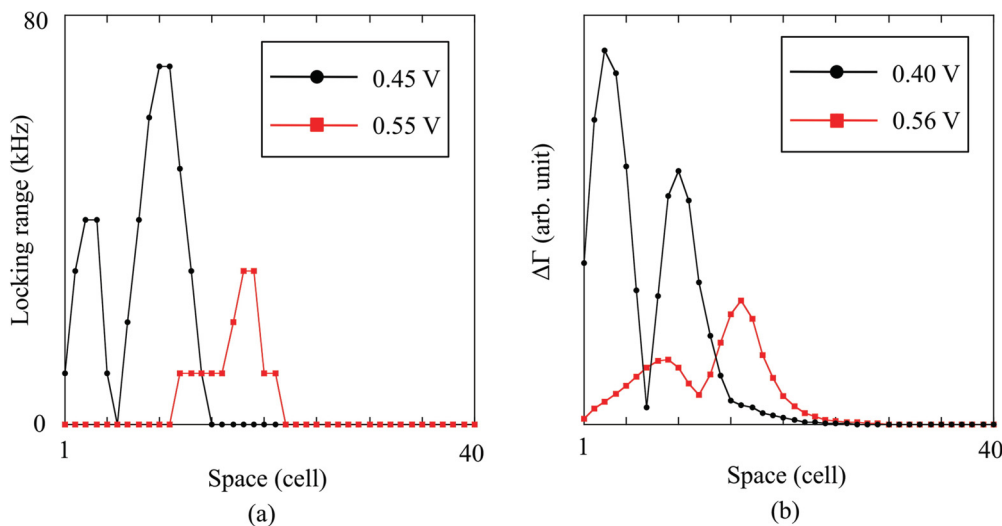 80
0.45 V
0.55 V
Locking range (kHz)
0
1
40
Space (cell)
(a)
0.40 V
0.56 V
ΔΓ (arb. unit)
1
40
Space (cell)
(b)